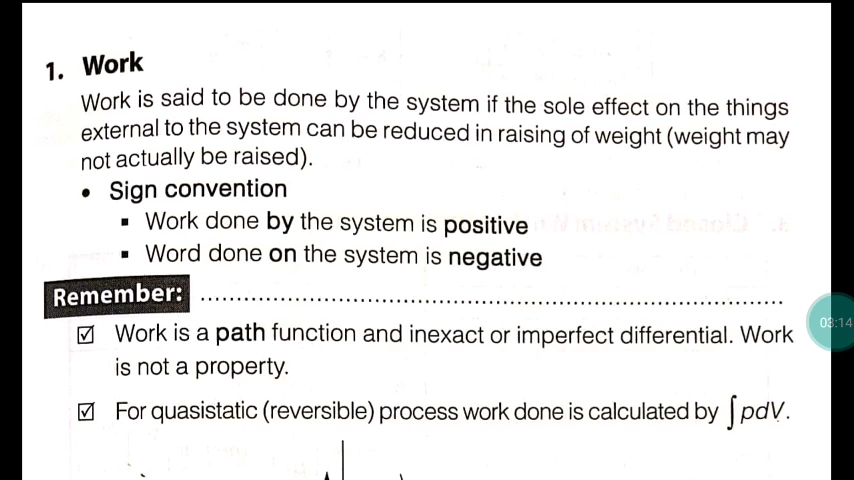 1. Work
Work is said to be done by the system if the sole effect on the things
external to the system can be reduced in raising of weight (weight may
not actually be raised).
• Sign convention
▪ Work done by the system is positive
▪ Word done on the system is negative
Remember: ........................................................................
☑ Work is a path function and inexact or imperfect differential. Work
is not a property.
☑ For quasistatic (reversible) process work done is calculated by ∫pdV.
03:14